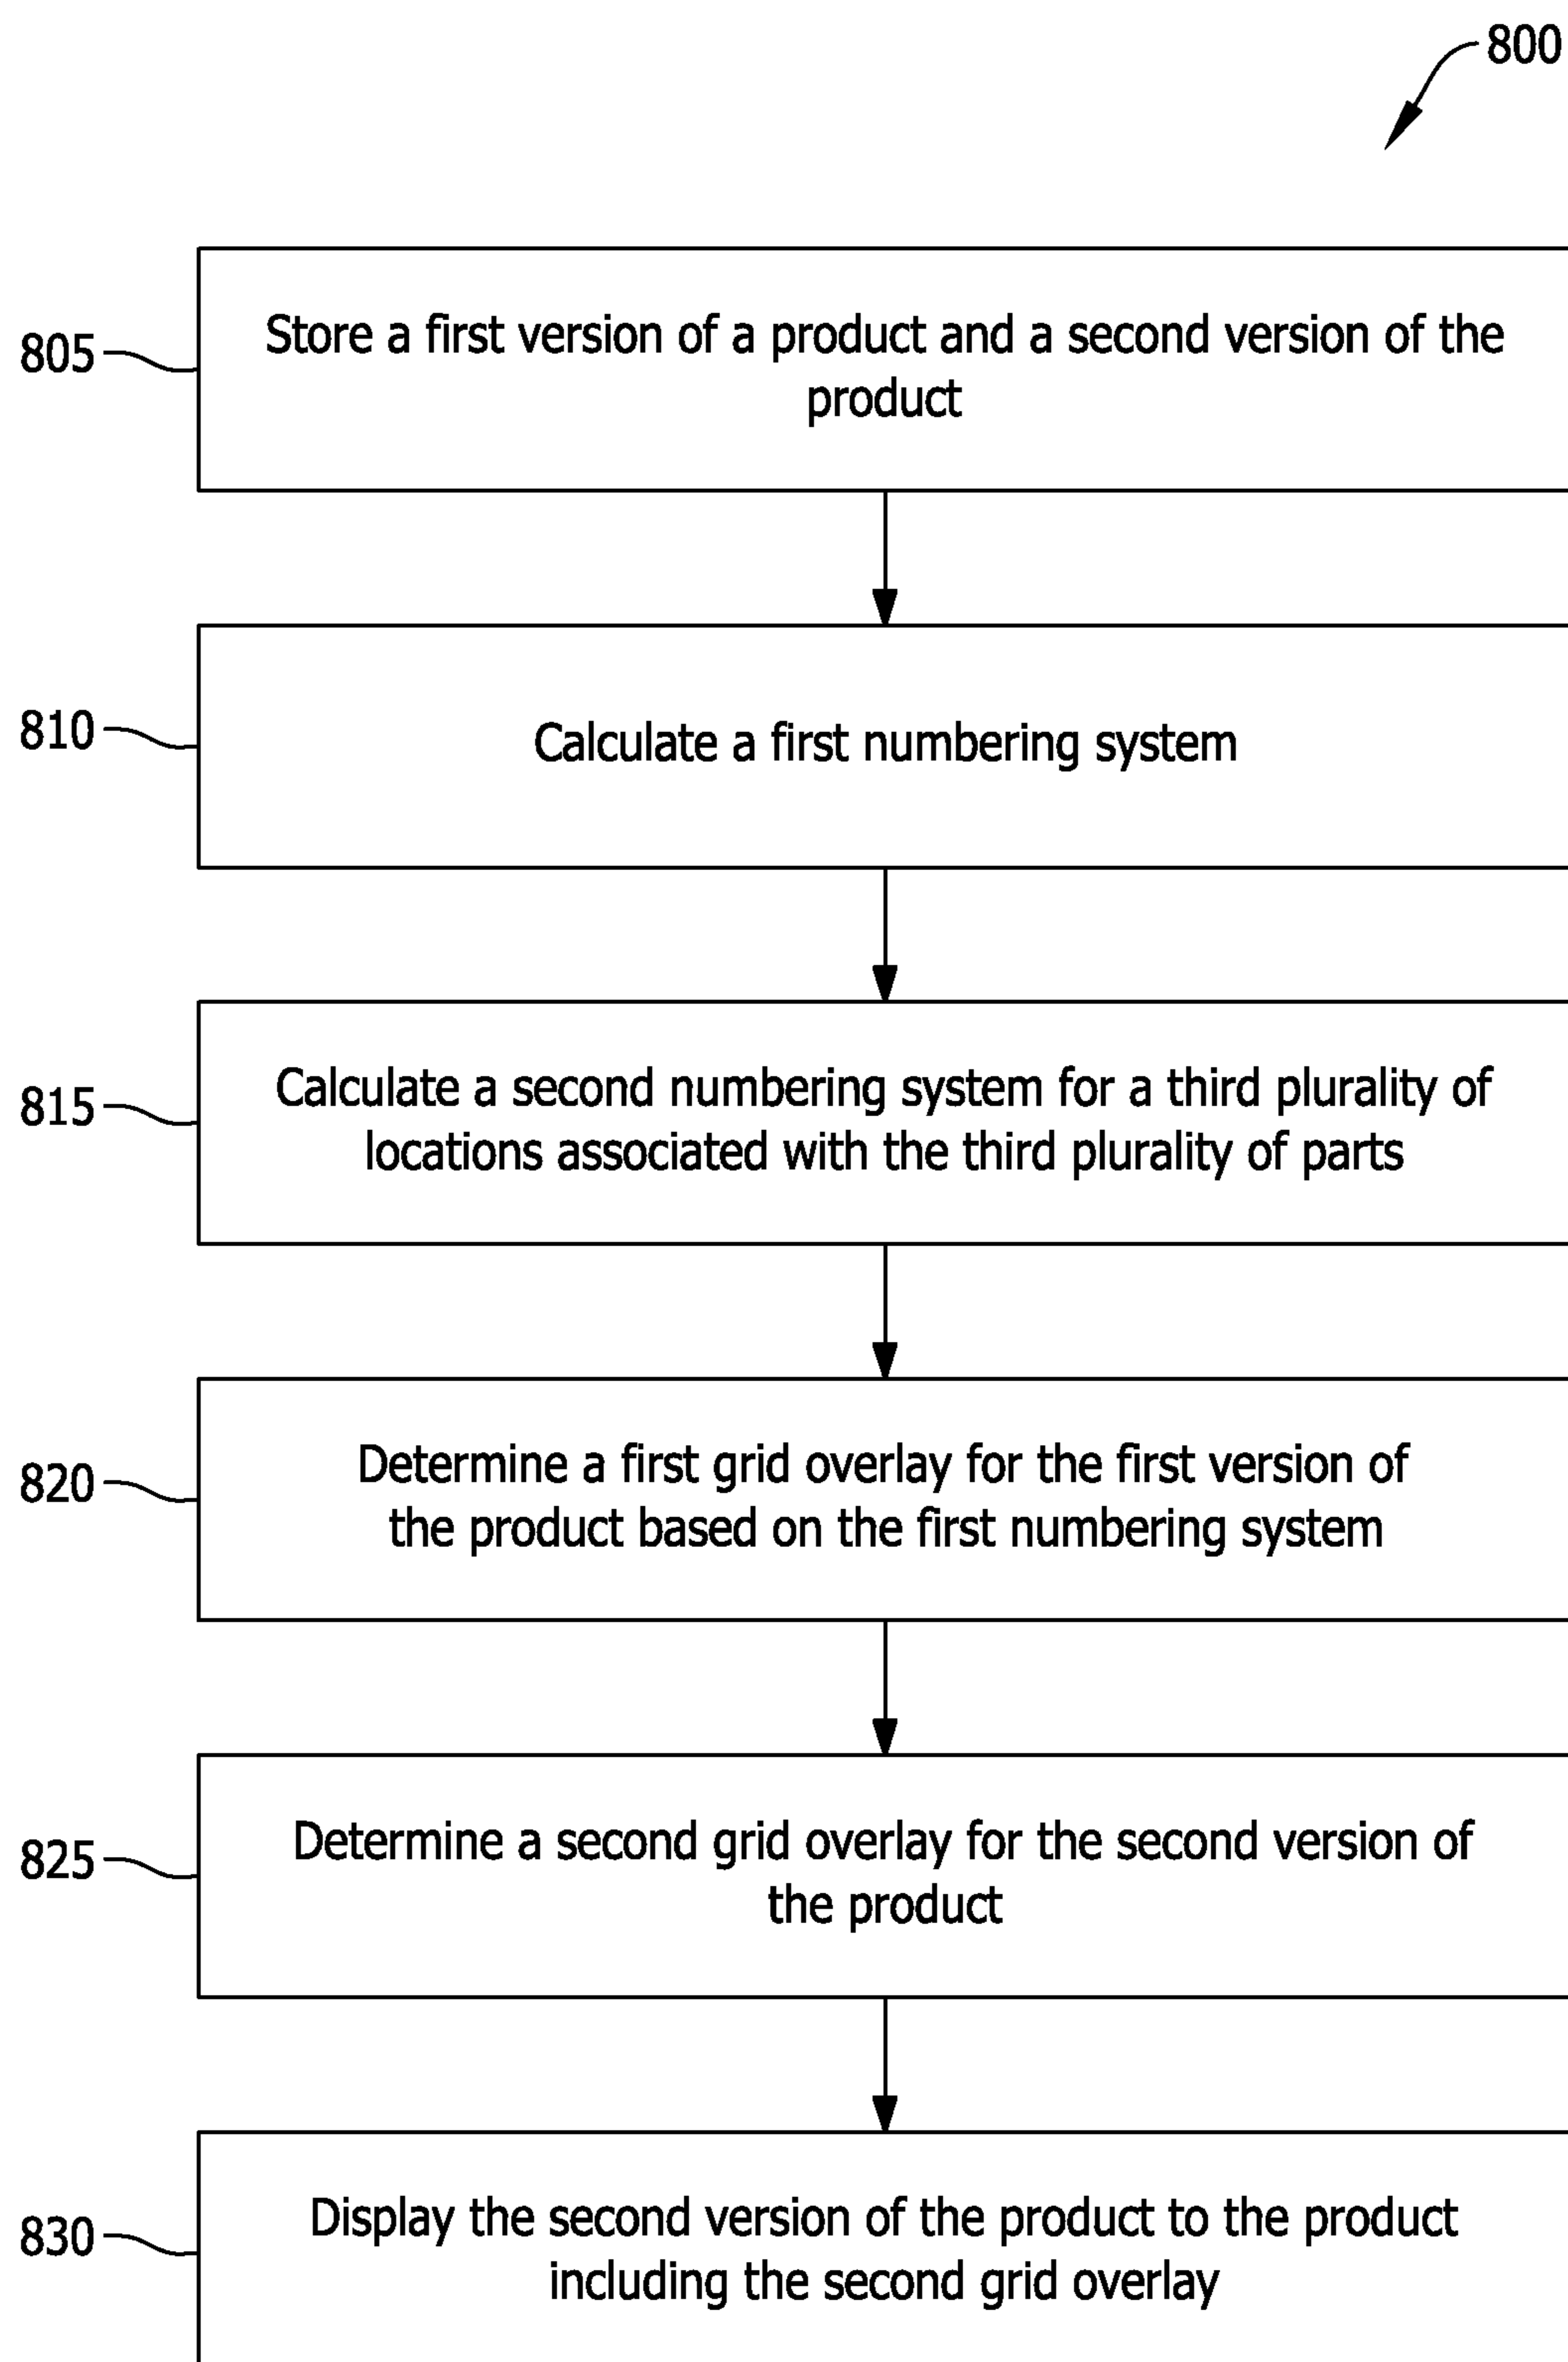 800
805
Store a first version of a product and a second version of the
product
810
Calculate a first numbering system
815
Calculate a second numbering system for a third plurality of
locations associated with the third plurality of parts
820
Determine a first grid overlay for the first version of
the product based on the first numbering system
825
Determine a second grid overlay for the second version of
the product
830
Display the second version of the product to the product
including the second grid overlay